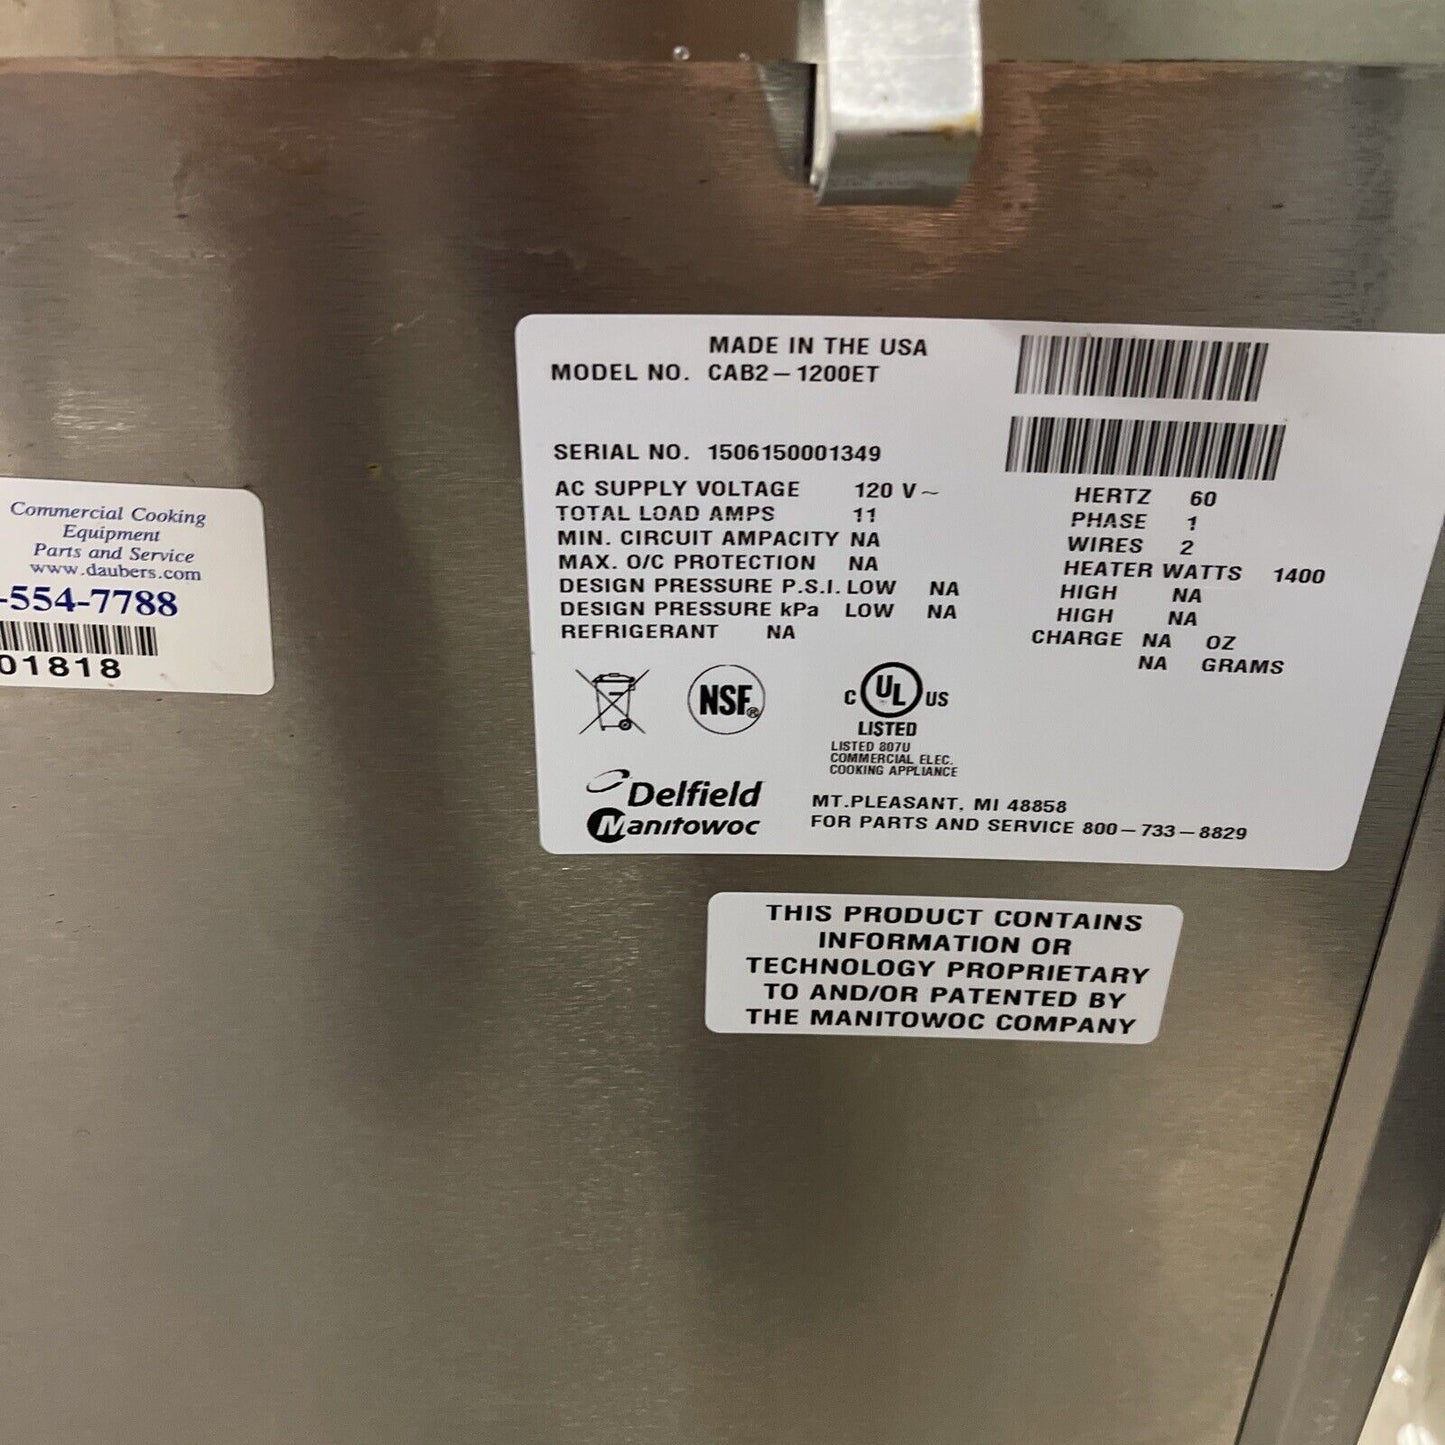 MADE IN THE USA
MODEL NO. CAB2-1200ET
SERIAL NO. 1506150001349
AC SUPPLY VOLTAGE 120 V~ HERTZ 60
TOTAL LOAD AMPS 11 PHASE 1
MIN. CIRCUIT AMPACITY NA WIRES 2
MAX. O/C PROTECTION NA HEATER WATTS 1400
DESIGN PRESSURE P.S.I. LOW NA HIGH NA
DESIGN PRESSURE kPa LOW NA HIGH NA
REFRIGERANT NA CHARGE NA OZ
NA GRAMS
NSF®
C UL US
LISTED
LISTED 807U
COMMERCIAL ELEC.
COOKING APPLIANCE
Delfield
Manitowoc
MT.PLEASANT, MI 48858
FOR PARTS AND SERVICE 800-733-8829
THIS PRODUCT CONTAINS
INFORMATION OR
TECHNOLOGY PROPRIETARY
TO AND/OR PATENTED BY
THE MANITOWOC COMPANY
Commercial Cooking
Equipment
Parts and Service
www.daubers.com
-554-7788
01818